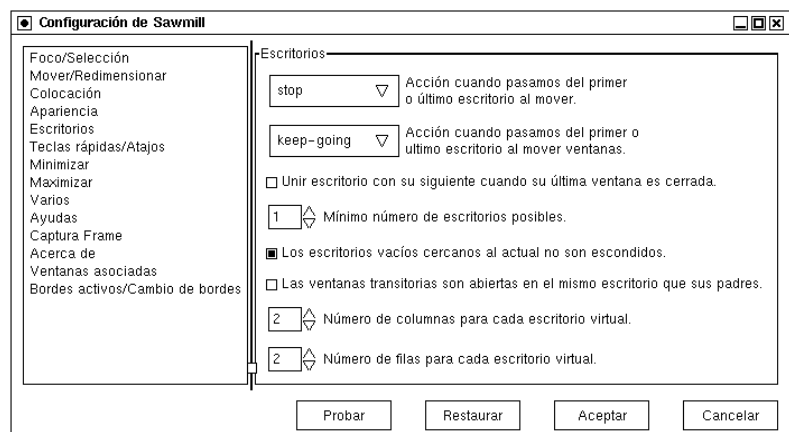 Configuración de Sawmill
Foco/Selección
Mover/Redimensionar
Colocación
Apariencia
Escritorios
Teclas rápidas/Atajos
Minimizar
Maximizar
Varios
Ayudas
Captura Frame
Acerca de
Ventanas asociadas
Bordes activos/Cambio de bordes
Escritorios
stop
Acción cuando pasamos del primer
o último escritorio al mover.
keep-going
Acción cuando pasamos del primer o
ultimo escritorio al mover ventanas.
Unir escritorio con su siguiente cuando su última ventana es cerrada.
1 Mínimo número de escritorios posibles.
Los escritorios vacíos cercanos al actual no son escondidos.
Las ventanas transitorias son abiertas en el mismo escritorio que sus padres.
2 Número de columnas para cada escritorio virtual.
2 Número de filas para cada escritorio virtual.
Probar Restaurar Aceptar Cancelar